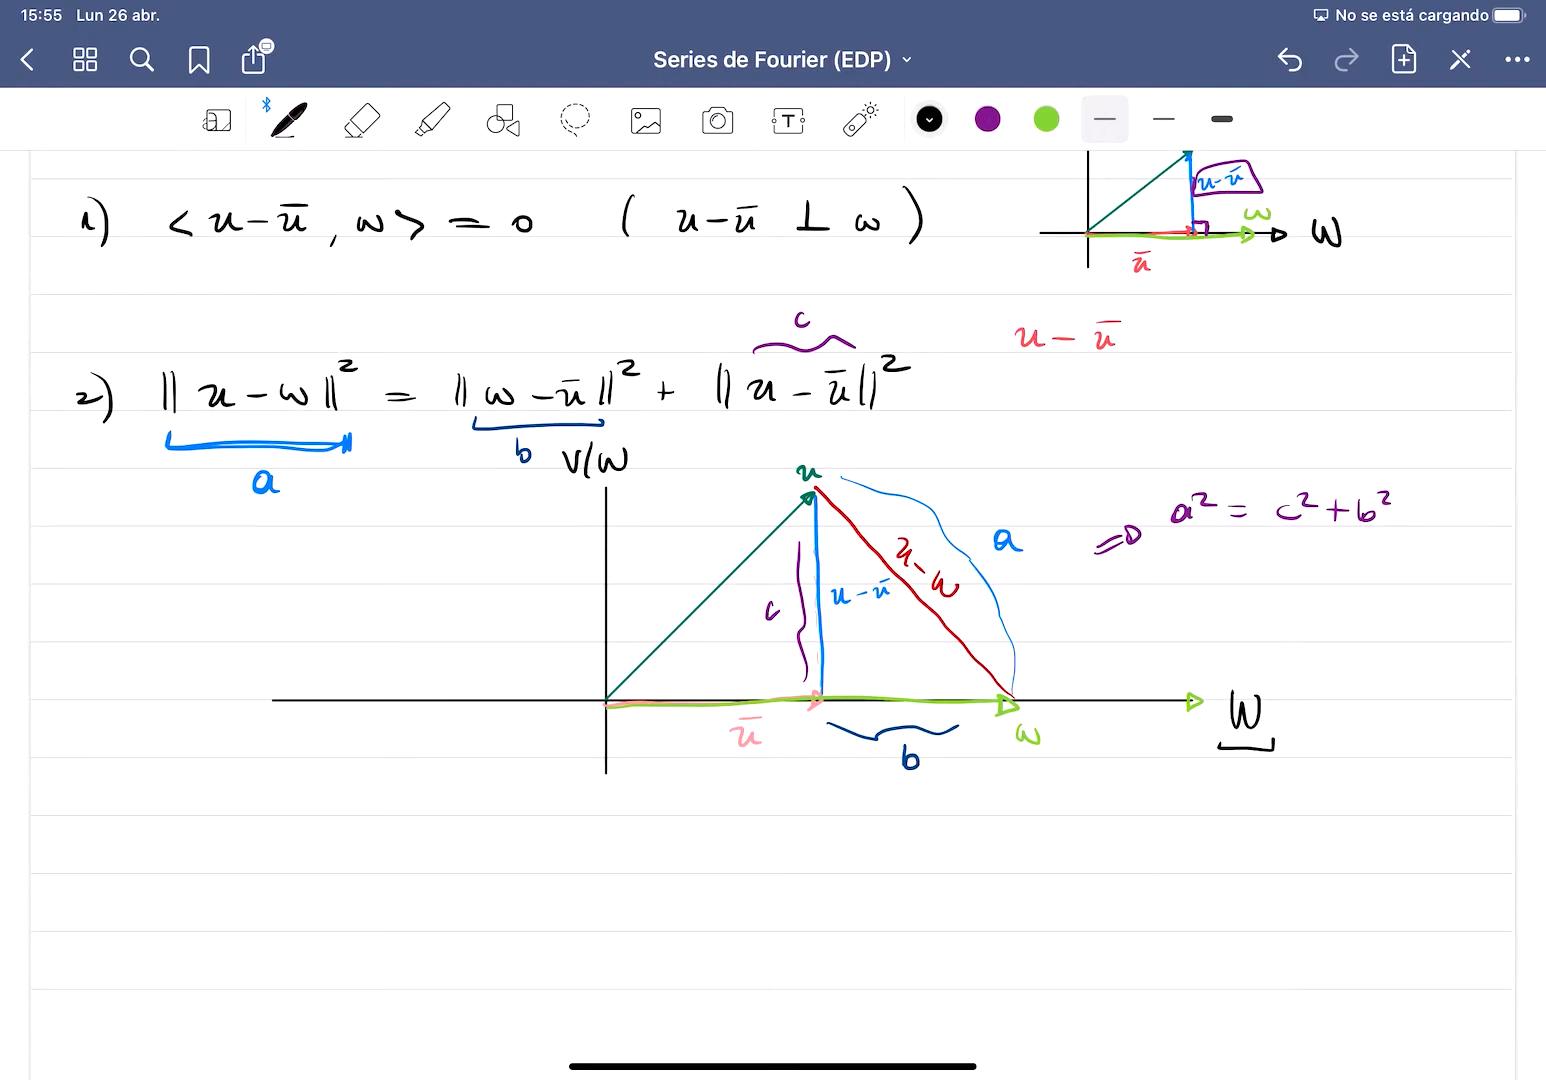 15:55 Lun 26 abr. No se está cargando
Series de Fourier (EDP)
T
1) < u - ū , w > = 0 ( u - ū ⊥ w )
u - ū
w
W
ū
c
u - ū
2) || u - w ||² = || w - ū ||² + || u - ū ||²
a
b
V/W
u
a
⇒ a² = c² + b²
u - w
c
u - ū
ū
w
W
b